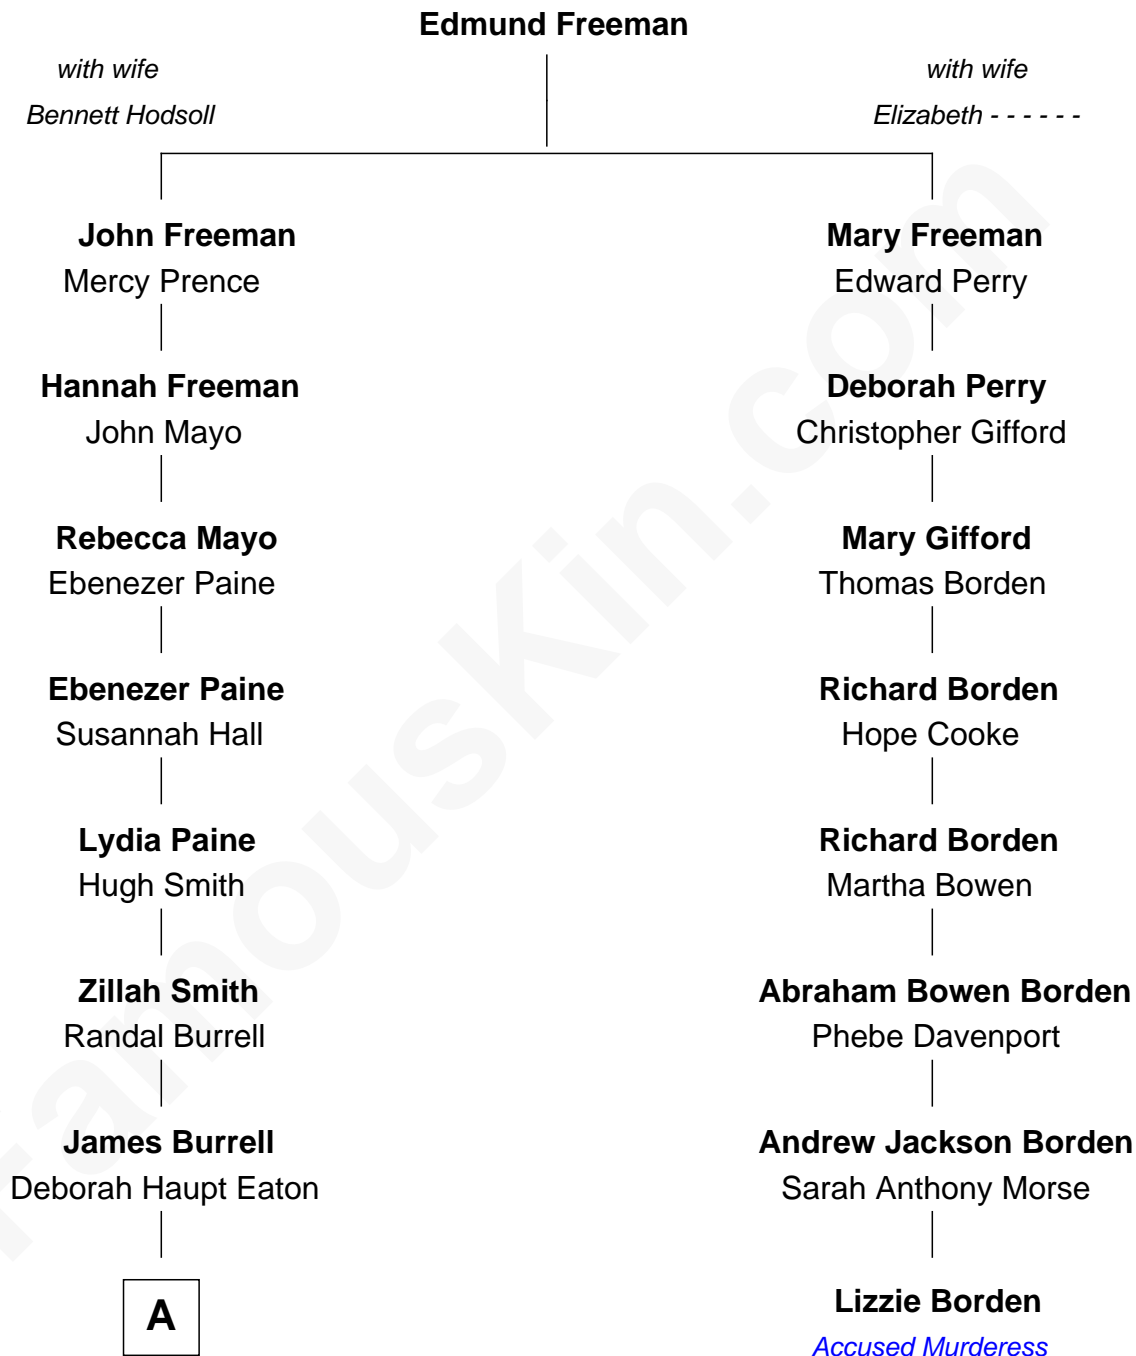 Edmund Freeman
with wife
Bennett Hodsoll
with wife
Elizabeth - - - - - -
John Freeman
Mercy Prence
Mary Freeman
Edward Perry
Hannah Freeman
John Mayo
Deborah Perry
Christopher Gifford
Rebecca Mayo
Ebenezer Paine
Mary Gifford
Thomas Borden
Ebenezer Paine
Susannah Hall
Richard Borden
Hope Cooke
Lydia Paine
Hugh Smith
Richard Borden
Martha Bowen
Zillah Smith
Randal Burrell
Abraham Bowen Borden
Phebe Davenport
James Burrell
Deborah Haupt Eaton
Andrew Jackson Borden
Sarah Anthony Morse
A
Lizzie Borden
Accused Murderess
FamousKin.com